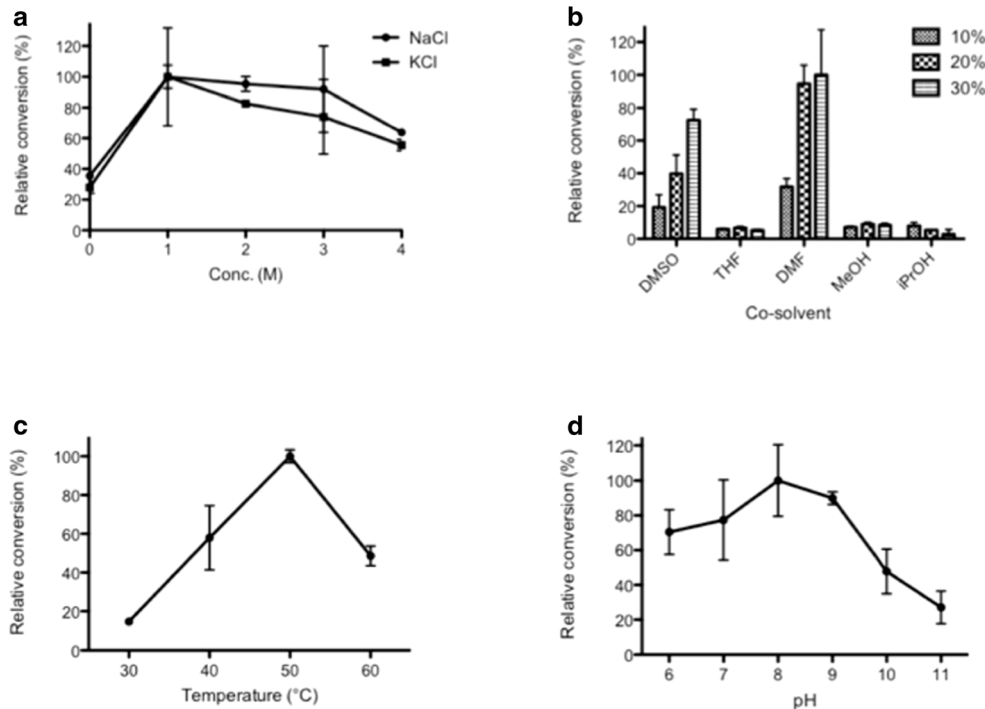 a
Relative conversion (%)
120
100
80
60
40
20
0
0 1 2 3 4
Conc. (M)
NaCl
KCl
b
Relative conversion (%)
120
100
80
60
40
20
0
DMSO THF DMF MeOH iPrOH
Co-solvent
10%
20%
30%
c
Relative conversion (%)
100
80
60
40
20
0
30 40 50 60
Temperature (°C)
d
Relative conversion (%)
120
100
80
60
40
20
0
6 7 8 9 10 11
pH